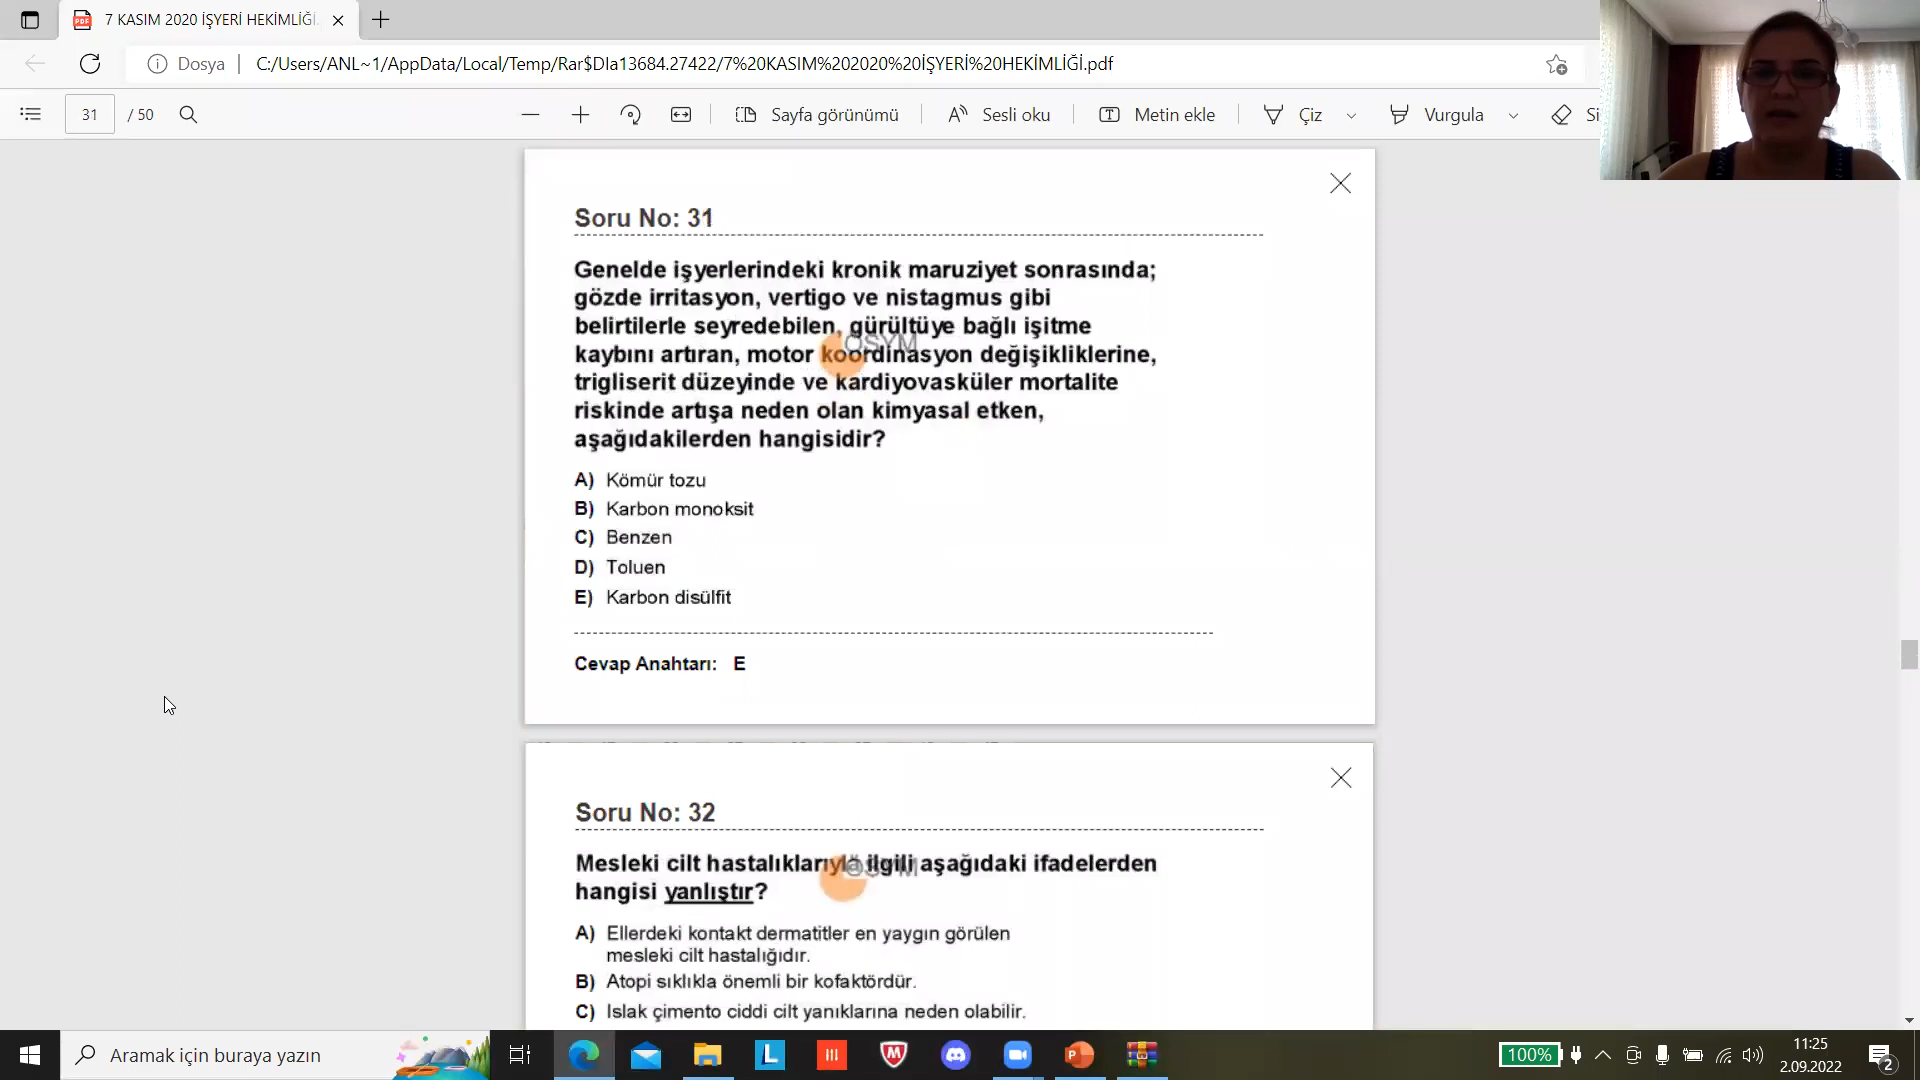 7 KASIM 2020 İŞYERİ HEKİMLİĞİ
Dosya
C:/Users/ANL~1/AppData/Local/Temp/Rar$DIa13684.27422/7%20KASIM%202020%20İŞYERİ%20HEKİMLİĞİ.pdf
31 / 50
Sayfa görünümü
Sesli oku
Metin ekle
Çiz
Vurgula
Soru No: 31
Genelde işyerlerindeki kronik maruziyet sonrasında;
gözde irritasyon, vertigo ve nistagmus gibi
belirtilerle seyredebilen, gürültüye bağlı işitme
ÖSYM
kaybını artıran, motor koordinasyon değişikliklerine,
trigliserit düzeyinde ve kardiyovasküler mortalite
riskinde artışa neden olan kimyasal etken,
aşağıdakilerden hangisidir?
A) Kömür tozu
B) Karbon monoksit
C) Benzen
D) Toluen
E) Karbon disülfit
Cevap Anahtarı: E
Soru No: 32
Mesleki cilt hastalıklarıyla ilgili aşağıdaki ifadelerden
ÖSYM
hangisi yanlıştır?
A) Ellerdeki kontakt dermatitler en yaygın görülen
mesleki cilt hastalığıdır.
B) Atopi sıklıkla önemli bir kofaktördür.
C) Islak çimento ciddi cilt yanıklarına neden olabilir.
Aramak için buraya yazın
100%
11:25
2.09.2022
2